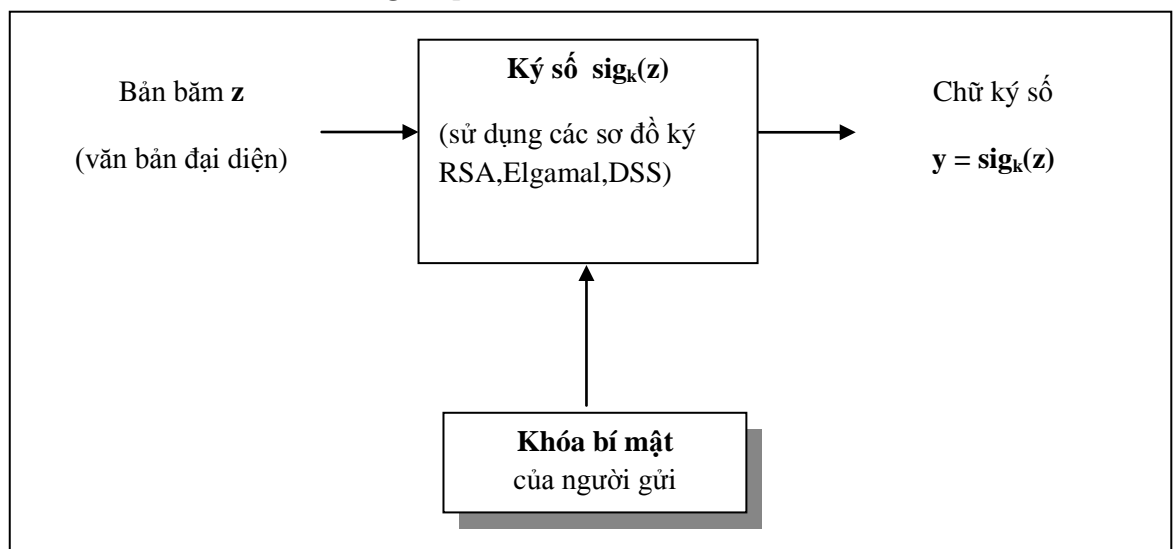 Bản băm z
(văn bản đại diện)
Ký số sigk(z)
(sử dụng các sơ đồ ký
RSA,Elgamal,DSS)
Chữ ký số
y = sigk(z)
Khóa bí mật
của người gửi